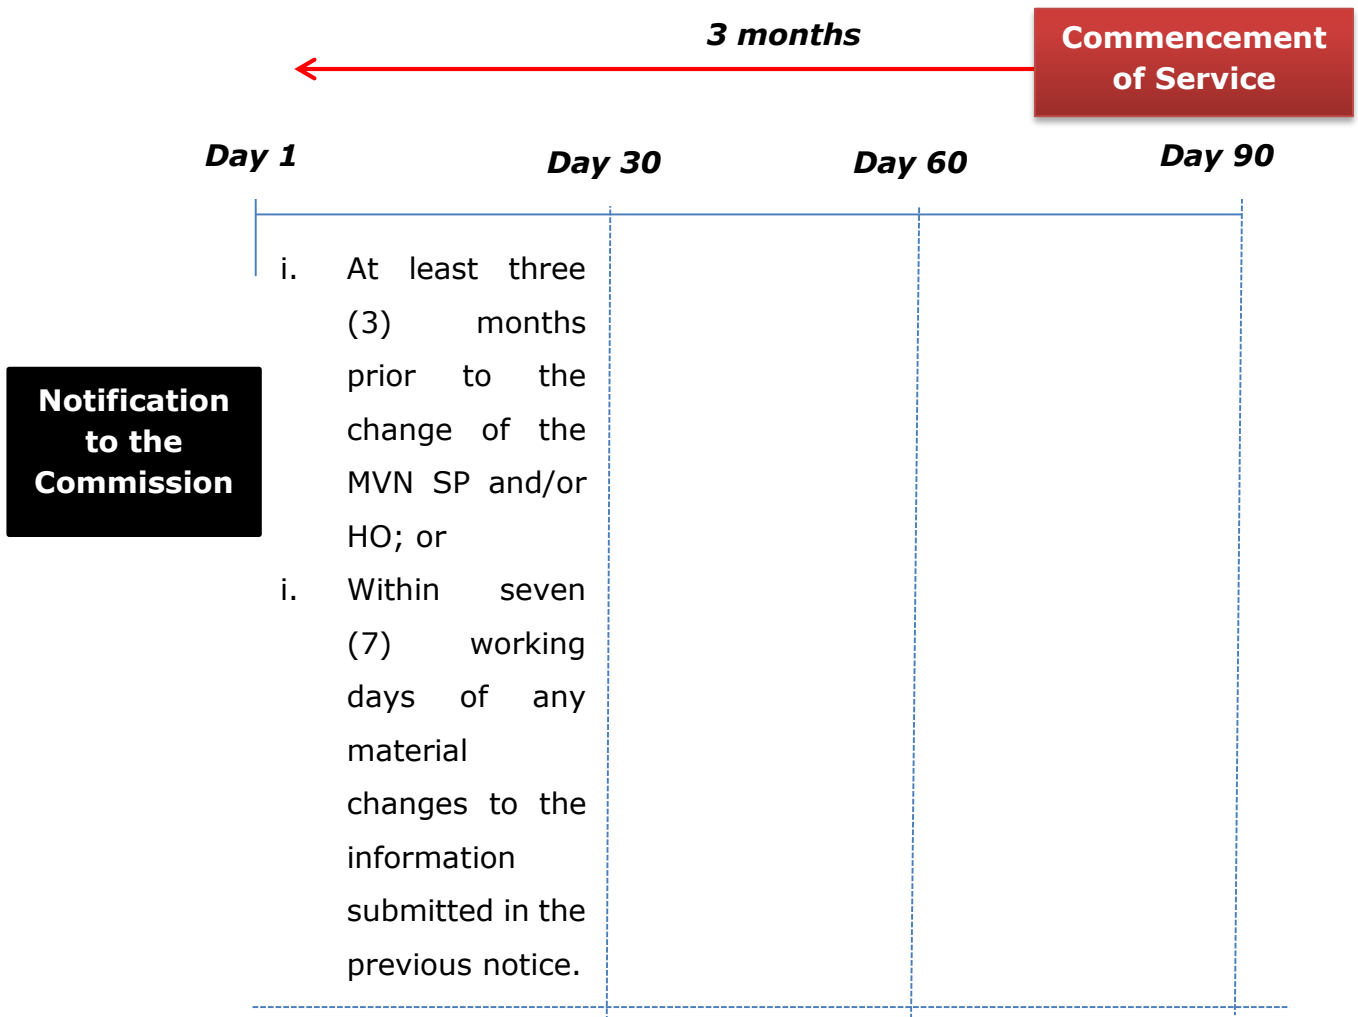 3 months
Commencement
of Service
Day 1
Day 30
Day 60
Day 90
Notification
to the
Commission
i. At least three
(3) months
prior to the
change of the
MVN SP and/or
HO; or
i. Within seven
(7) working
days of any
material
changes to the
information
submitted in the
previous notice.